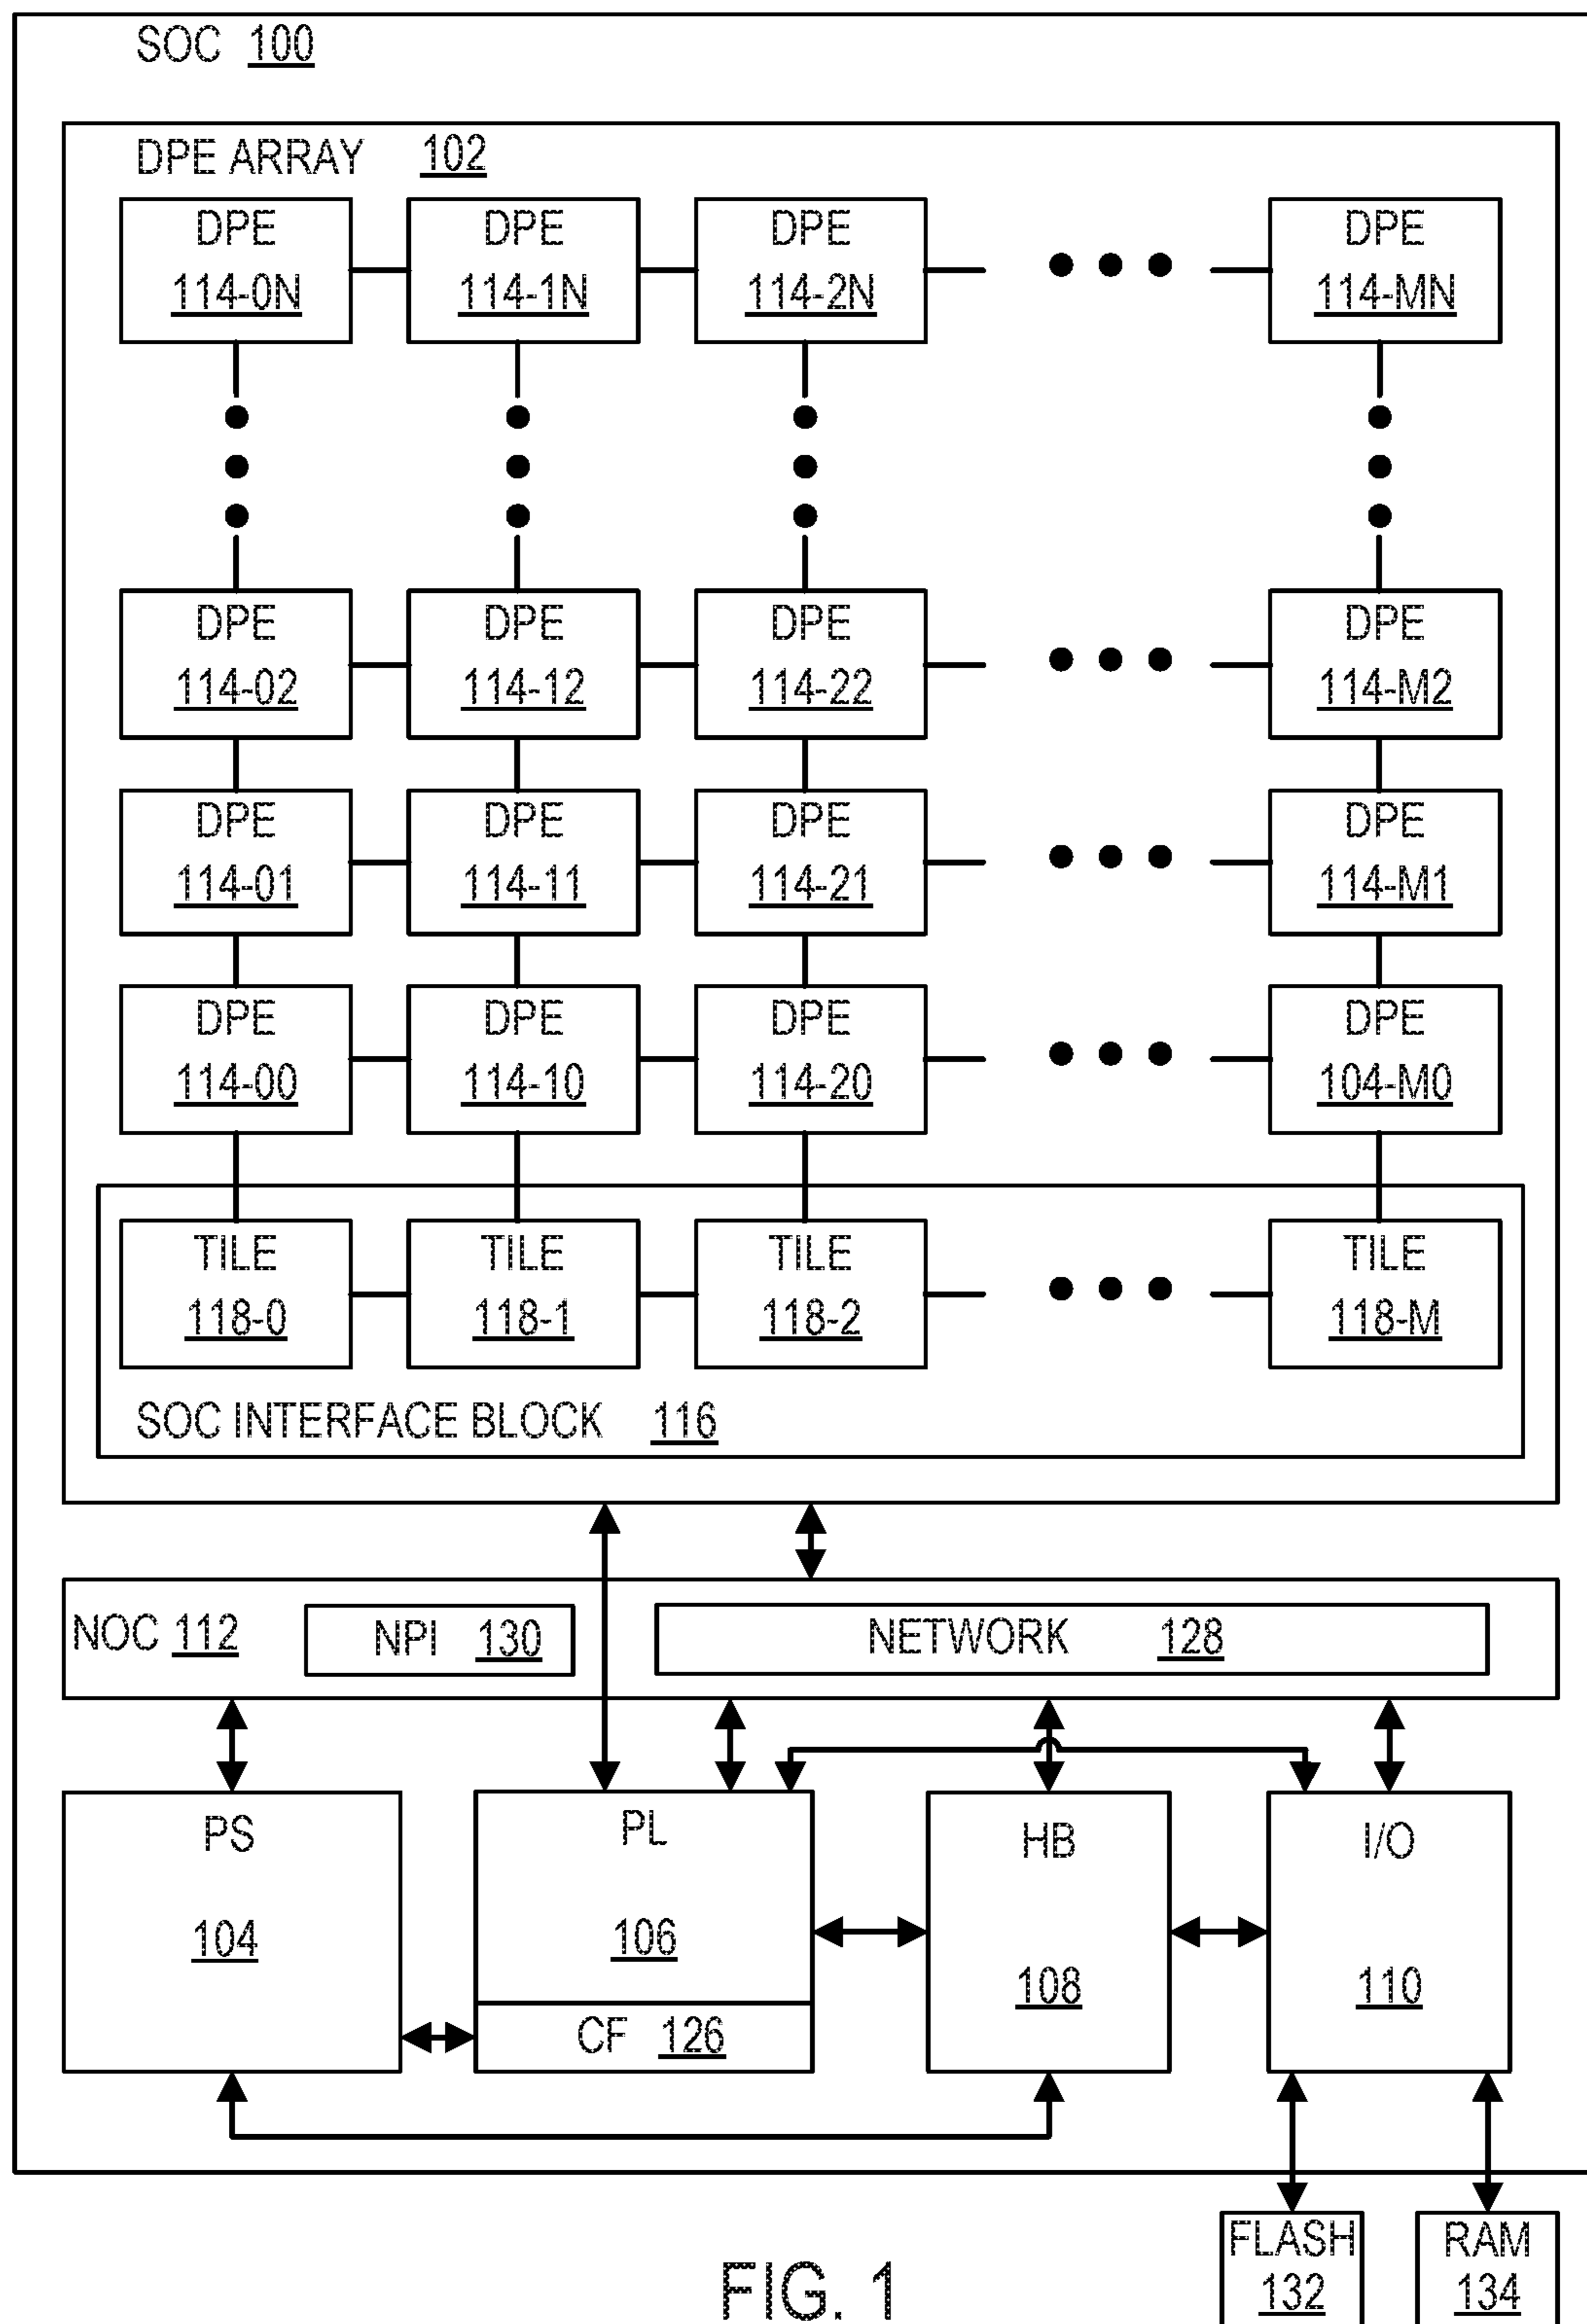 SOC 100
DPE ARRAY 102
DPE DPE DPE DPE
114-0N 114-1N 114-2N 114-MN
DPE DPE DPE DPE
114-02 114-12 114-22 114-M2
DPE DPE DPE DPE
114-01 114-11 114-21 114-M1
DPE DPE DPE DPE
114-00 114-10 114-20 104-M0
TILE TILE TILE TILE
118-0 118-1 118-2 118-M
SOC INTERFACE BLOCK 116
NOC 112 NPI 130 NETWORK 128
PS PL HB I/O
104 106 108 110
CF 126
FLASH RAM
132 134
FIG. 1